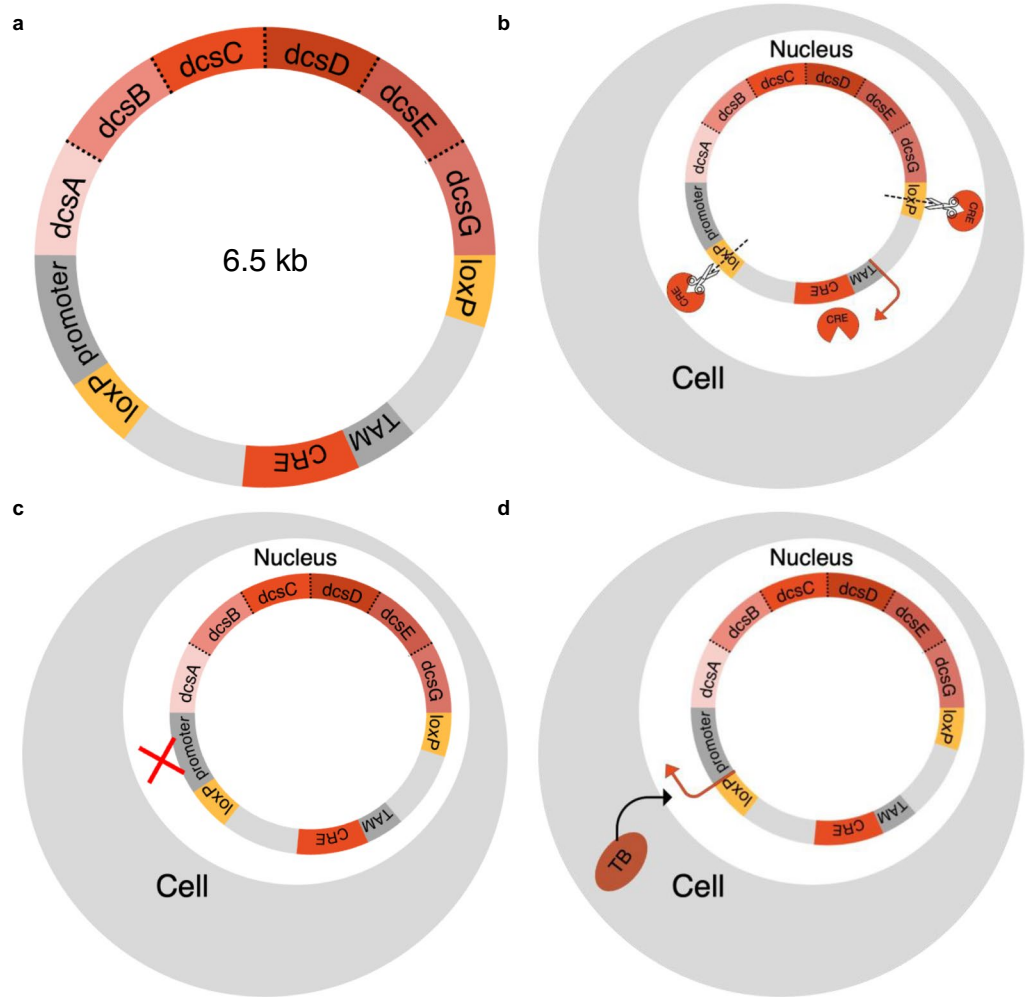 a
dcsA
dcsB
dcsC
dcsD
dcsE
dcsG
loxP
TAM
CRE
loxP
promoter
6.5 kb
b
Nucleus
dcsA
dcsB
dcsC
dcsD
dcsE
dcsG
loxP
CRE
TAM
CRE
CRE
loxP
CRE
promoter
Cell
c
Nucleus
dcsA
dcsB
dcsC
dcsD
dcsE
dcsG
loxP
TAM
CRE
loxP
promoter
Cell
d
Nucleus
dcsA
dcsB
dcsC
dcsD
dcsE
dcsG
loxP
TAM
CRE
loxP
promoter
TB
Cell